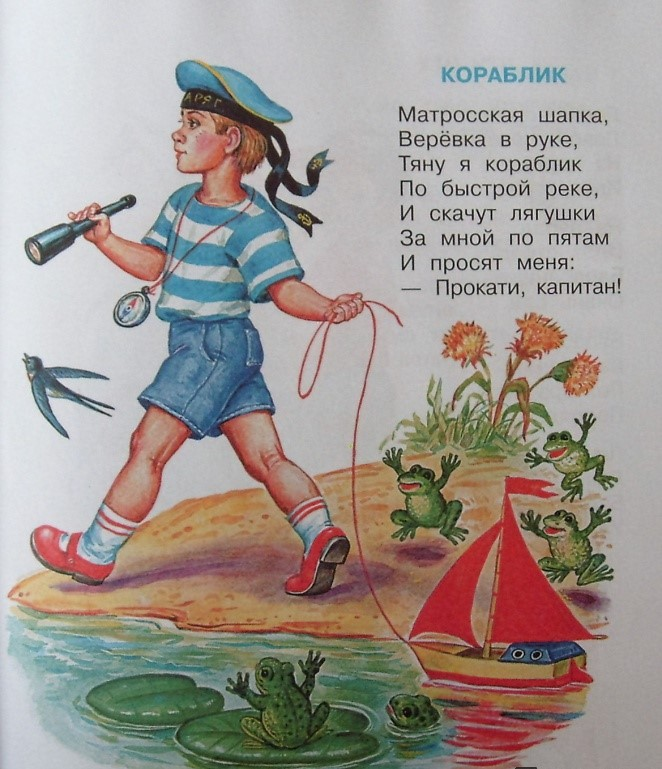 КОРАБЛИК
Матросская шапка,
Верёвка в руке,
Тяну я кораблик
По быстрой реке,
И скачут лягушки
За мной по пятам
И просят меня:
— Прокати, капитан!
АРЯГ